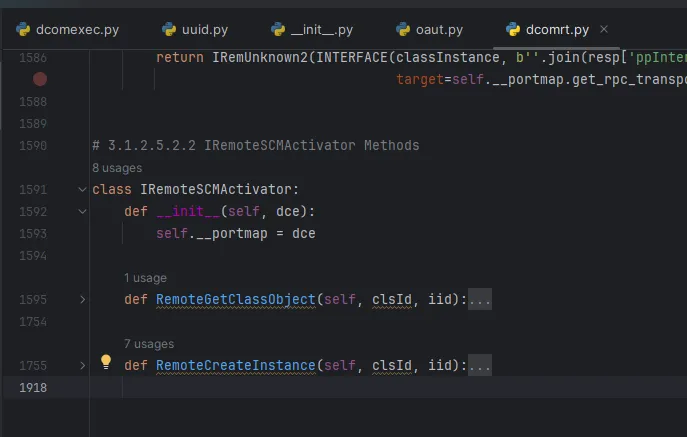 dcomexec.py uuid.py __init__.py oaut.py dcomrt.py
1586 return IRemUnknown2(INTERFACE(classInstance, b''.join(resp['ppInter
target=self.__portmap.get_rpc_transpo
1588
1589
1590 # 3.1.2.5.2.2 IRemoteSCMActivator Methods
8 usages
1591 class IRemoteSCMActivator:
1592 def __init__(self, dce):
1593 self.__portmap = dce
1594
1 usage
1595 def RemoteGetClassObject(self, clsId, iid):...
1754
7 usages
1755 def RemoteCreateInstance(self, clsId, iid):...
1918